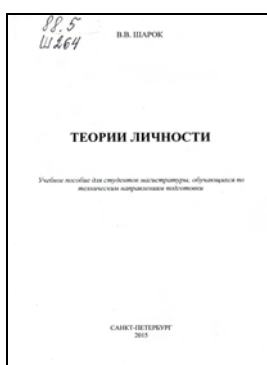 88.5
Ш264
В.В. ШАРОК
ТЕОРИИ ЛИЧНОСТИ
Учебное пособие для студентов магистратуры, обучающихся по
техническим направлениям подготовки
САНКТ-ПЕТЕРБУРГ
2015